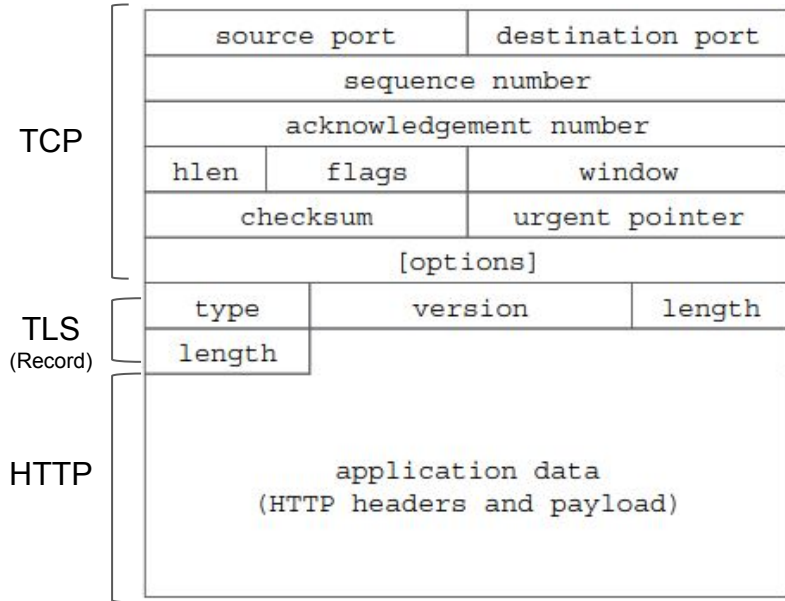 TCP
source port destination port
sequence number
acknowledgement number
hlen flags window
checksum urgent pointer
[options]
TLS
(Record)
type version length
length
HTTP
application data
(HTTP headers and payload)